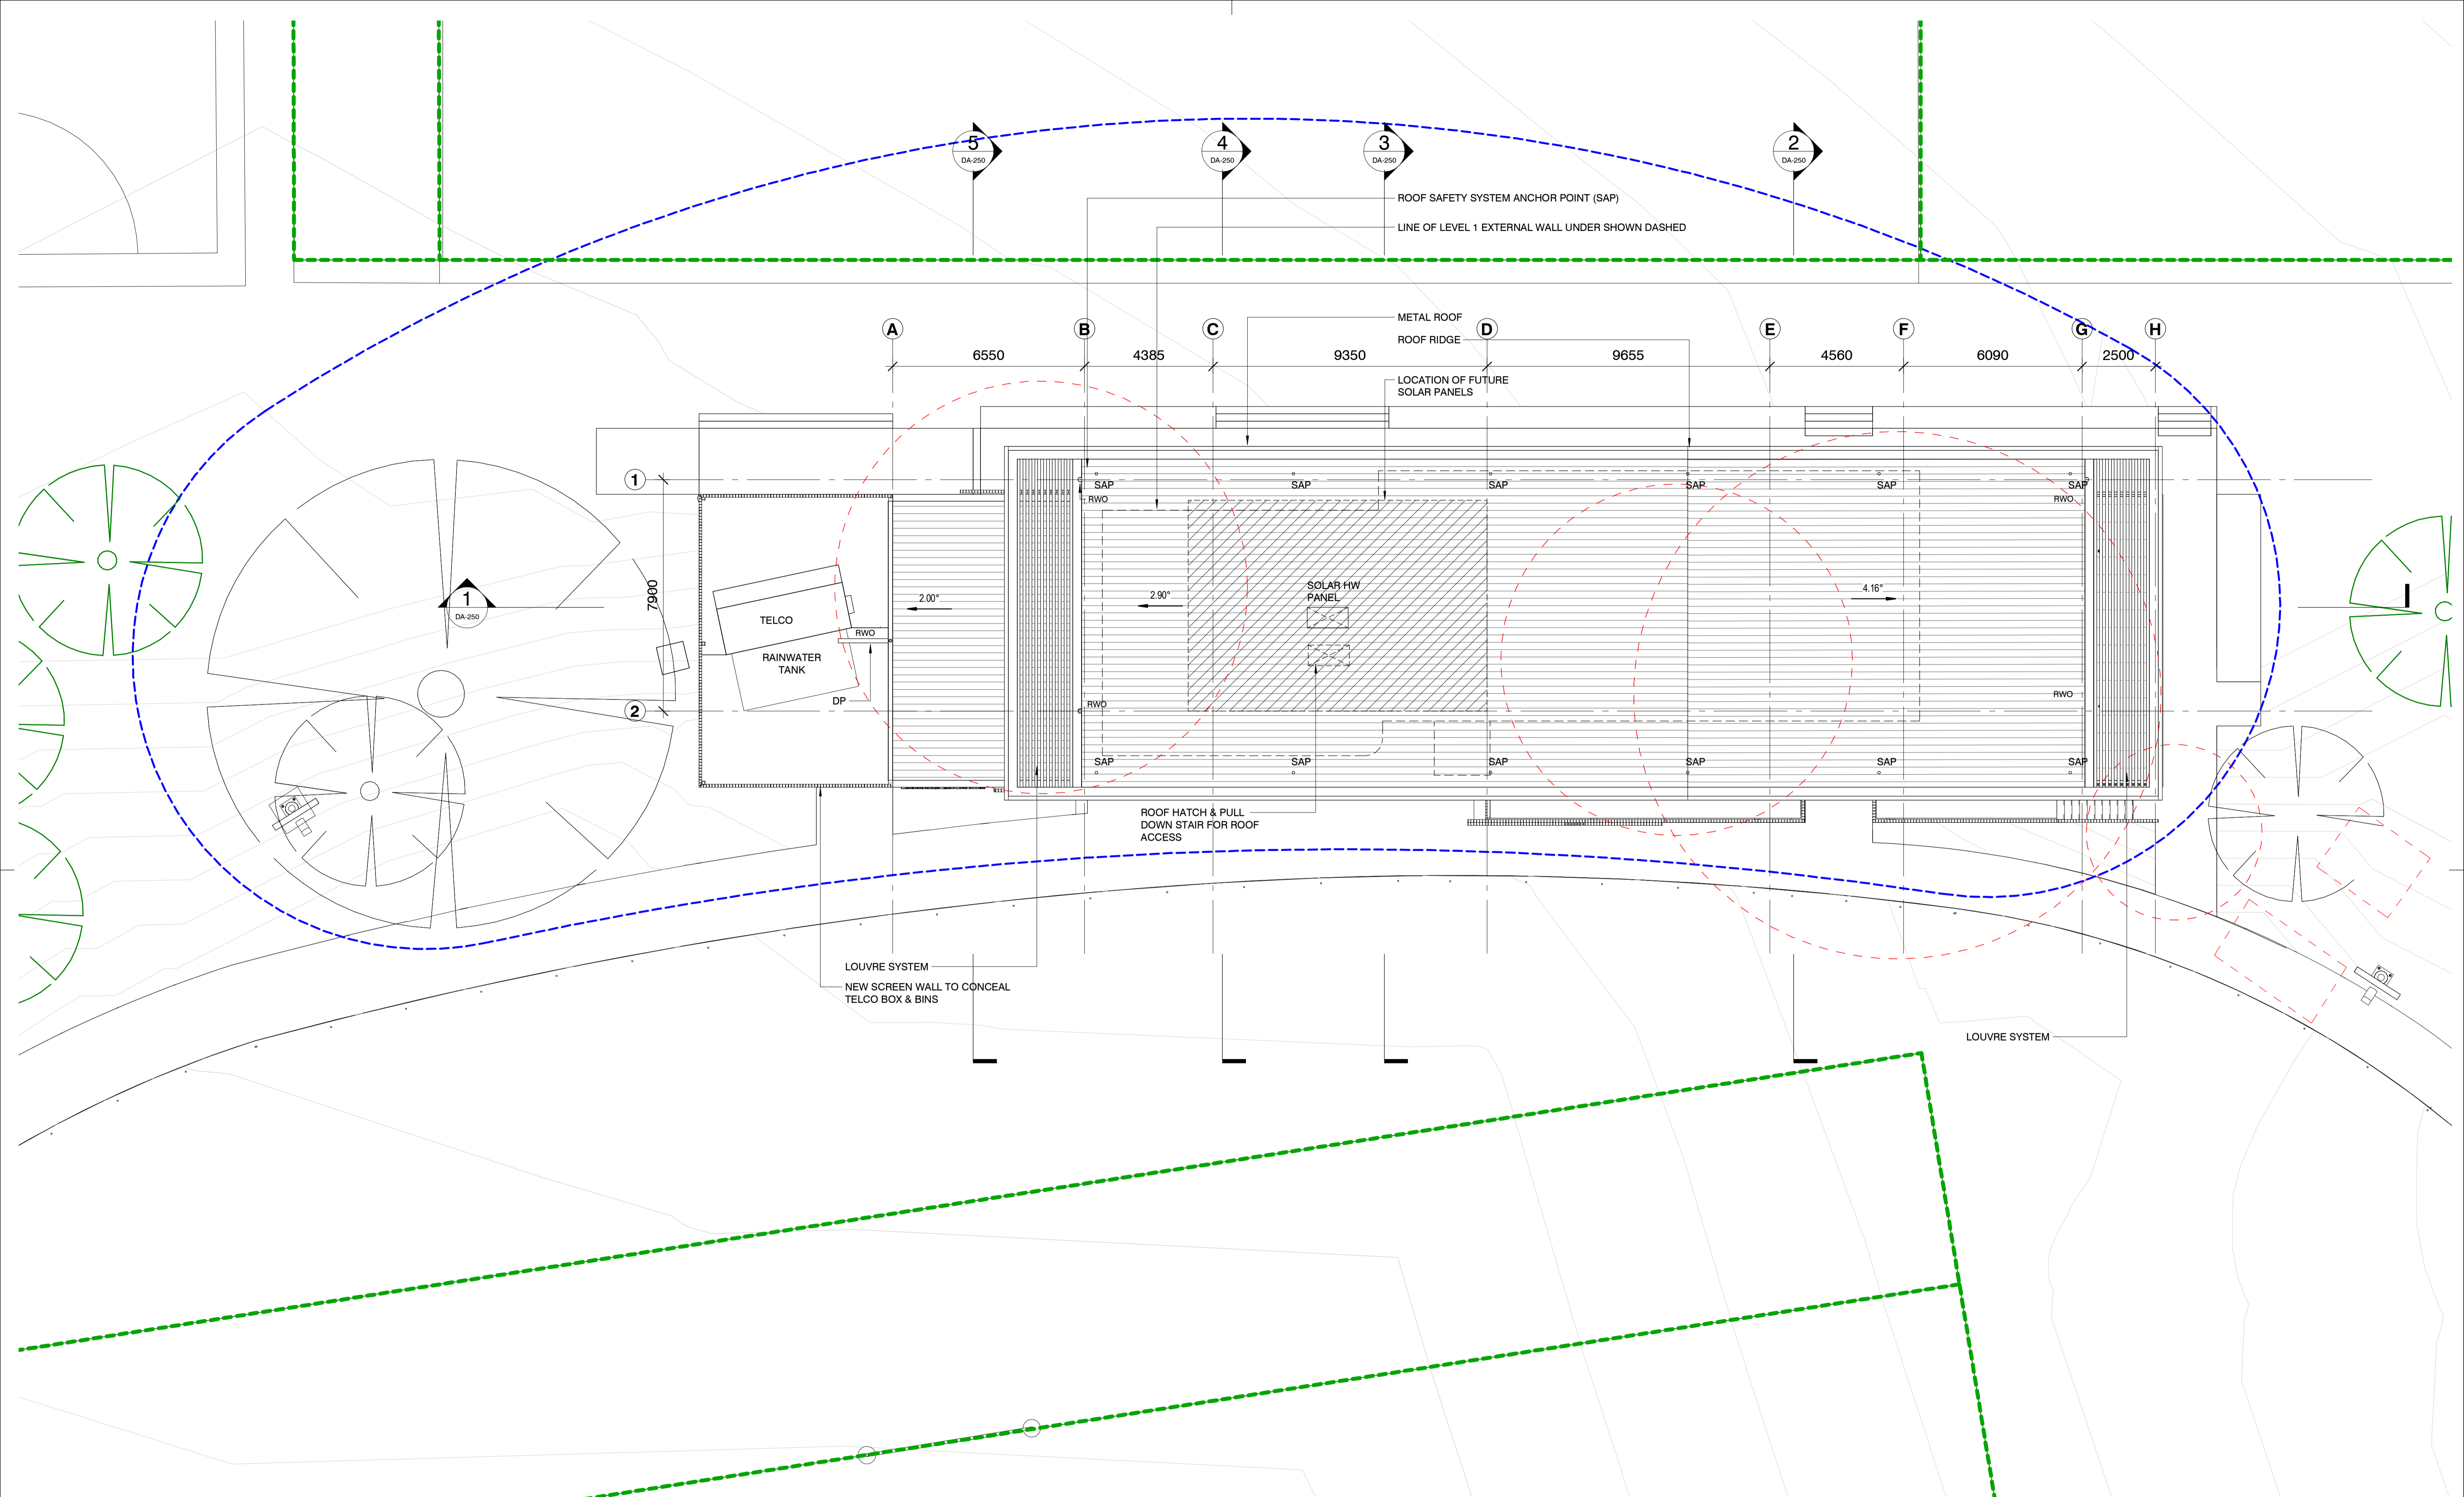 5
DA-250
4
DA-250
3
DA-250
2
DA-250
ROOF SAFETY SYSTEM ANCHOR POINT (SAP)
LINE OF LEVEL 1 EXTERNAL WALL UNDER SHOWN DASHED
METAL ROOF
ROOF RIDGE
A
B
C
D
E
F
G
H
6550
4385
9350
9655
4560
6090
2500
LOCATION OF FUTURE
SOLAR PANELS
1
SAP
SAP
SAP
SAP
SAP
SAP
RWO
RWO
7900
1
DA-250
2.00°
2.90°
SOLAR HW
PANEL
4.16°
TELCO
RWO
RAINWATER
TANK
DP
2
RWO
RWO
SAP
SAP
SAP
SAP
SAP
SAP
ROOF HATCH & PULL
DOWN STAIR FOR ROOF
ACCESS
LOUVRE SYSTEM
NEW SCREEN WALL TO CONCEAL
TELCO BOX & BINS
LOUVRE SYSTEM